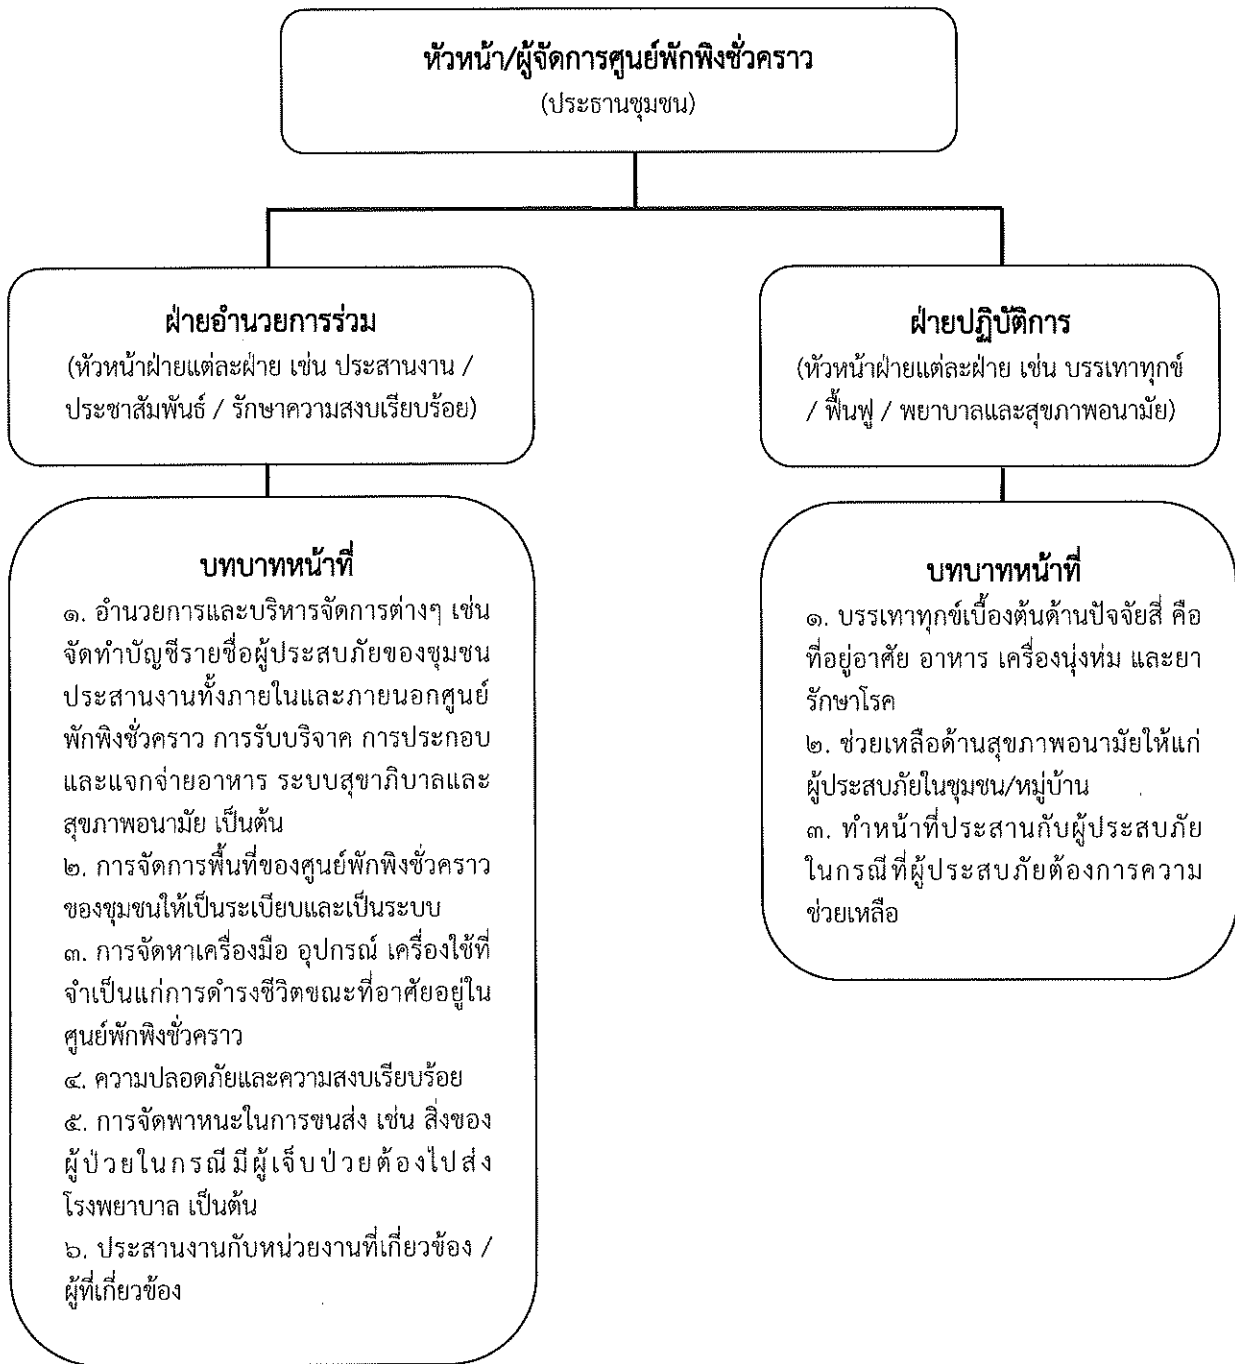 หัวหน้า/ผู้จัดการศูนย์พักพิงชั่วคราว
(ประธานชุมชน)
ฝ่ายอำนวยการร่วม
(หัวหน้าฝ่ายแต่ละฝ่าย เช่น ประสานงาน /
ประชาสัมพันธ์ / รักษาความสงบเรียบร้อย)
บทบาทหน้าที่
๑. อำนวยการและบริหารจัดการต่างๆ เช่น
จัดทำบัญชีรายชื่อผู้ประสบภัยของชุมชน
ประสานงานทั้งภายในและภายนอกศูนย์
พักพิงชั่วคราว การรับบริจาค การประกอบ
และแจกจ่ายอาหาร ระบบสุขาภิบาลและ
สุขภาพอนามัย เป็นต้น
๒. การจัดการพื้นที่ของศูนย์พักพิงชั่วคราว
ของชุมชนให้เป็นระเบียบและเป็นระบบ
๓. การจัดหาเครื่องมือ อุปกรณ์ เครื่องใช้ที่
จำเป็นแก่การดำรงชีวิตขณะที่อาศัยอยู่ใน
ศูนย์พักพิงชั่วคราว
๔. ความปลอดภัยและความสงบเรียบร้อย
๕. การจัดพาหนะในการขนส่ง เช่น สิ่งของ
ผู้ป่วยในกรณีมีผู้เจ็บป่วยต้องไปส่ง
โรงพยาบาล เป็นต้น
๖. ประสานงานกับหน่วยงานที่เกี่ยวข้อง /
ผู้ที่เกี่ยวข้อง
ฝ่ายปฏิบัติการ
(หัวหน้าฝ่ายแต่ละฝ่าย เช่น บรรเทาทุกข์
/ ฟื้นฟู / พยาบาลและสุขภาพอนามัย)
บทบาทหน้าที่
๑. บรรเทาทุกข์เบื้องต้นด้านปัจจัยสี่ คือ
ที่อยู่อาศัย อาหาร เครื่องนุ่งห่ม และยา
รักษาโรค
๒. ช่วยเหลือด้านสุขภาพอนามัยให้แก่
ผู้ประสบภัยในชุมชน/หมู่บ้าน
๓. ทำหน้าที่ประสานกับผู้ประสบภัย
ในกรณีที่ผู้ประสบภัยต้องการความ
ช่วยเหลือ